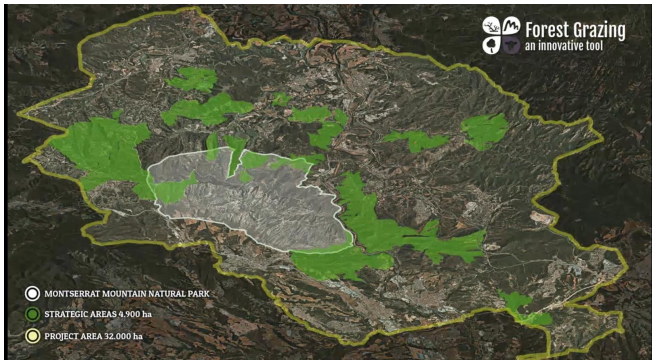 Forest Grazing
an innovative tool
MONTSERRAT MOUNTAIN NATURAL PARK
STRATEGIC AREAS 4.900 ha
PROJECT AREA 32.000 ha